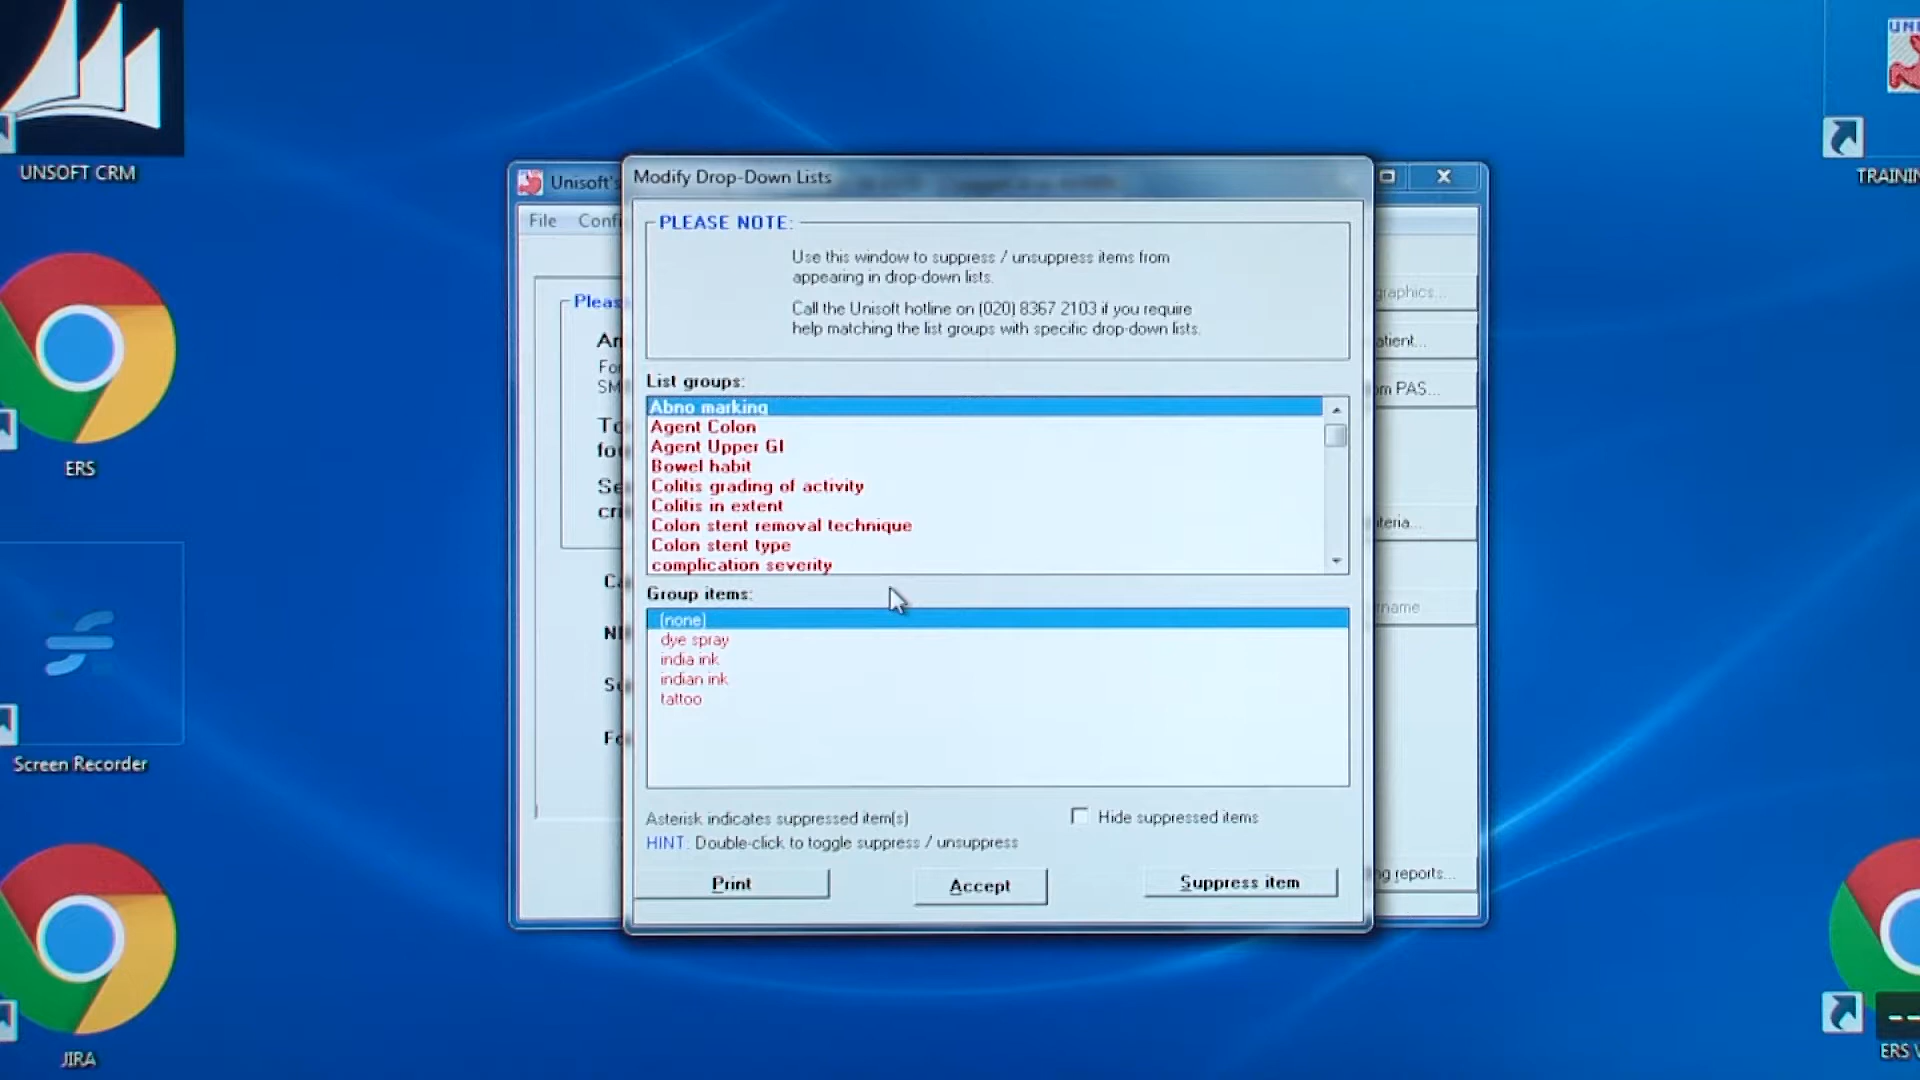 UNSOFT CRM
ERS
Screen Recorder
JIRA
Unisoft's
File
Modify Drop-Down Lists
PLEASE NOTE:
Use this window to suppress / unsuppress items from
appearing in drop-down lists.
Call the Unisoft hotline on (020) 8367 2103 if you require
help matching the list groups with specific drop-down lists.
List groups:
Abno marking
Agent Colon
Agent Upper GI
Bowel habit
Colitis grading of activity
Colitis in extent
Colon stent removal technique
Colon stent type
complication severity
Group items:
(none)
dye spray
india ink
indian ink
tattoo
Asterisk indicates suppressed item(s)
Hide suppressed items
HINT: Double-click to toggle suppress / unsuppress
Print
Accept
Suppress item
PAS...
reports...
ERS